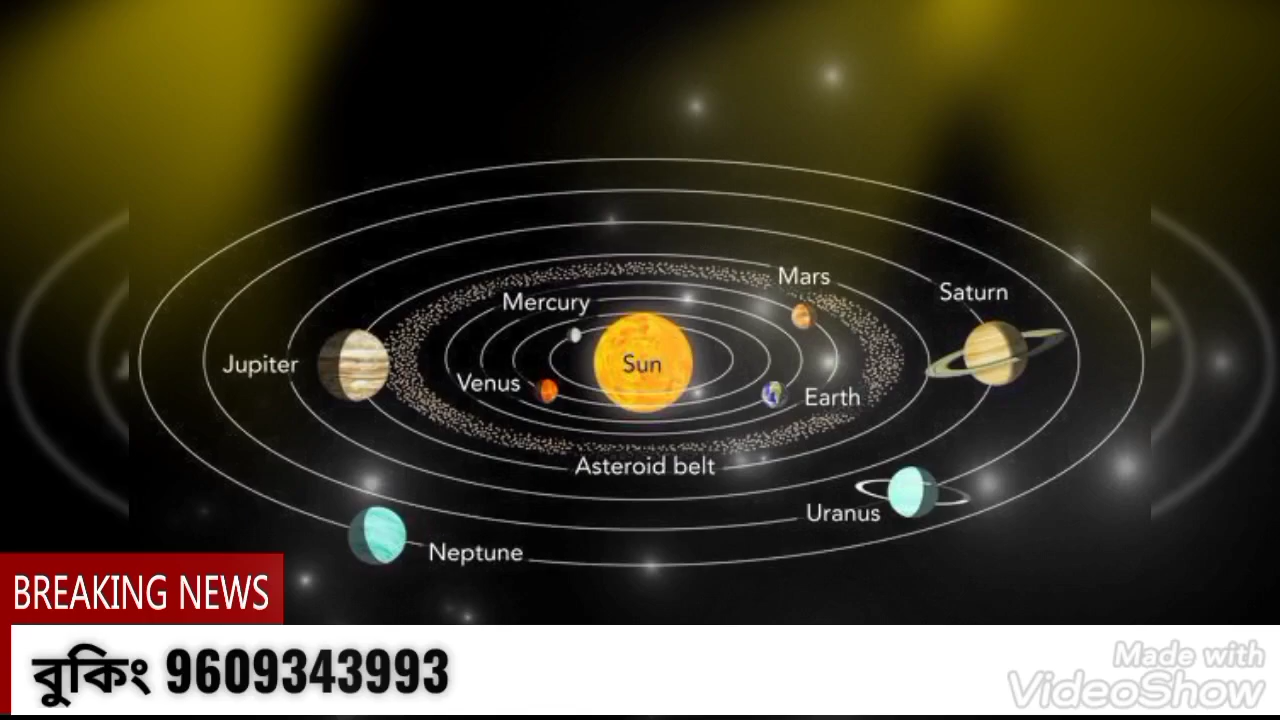 Mars
Saturn
Mercury
Jupiter
Sun
Venus
Earth
Asteroid belt
Uranus
Neptune
BREAKING NEWS
বুকিং 9609343993
Made with
VideoShow